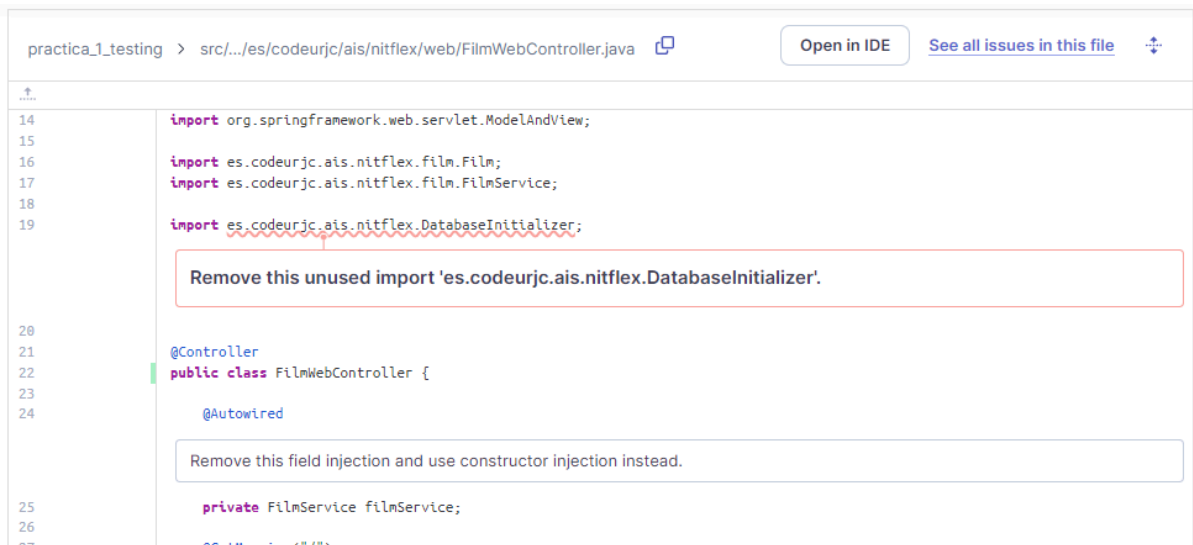 practica_1_testing > src/.../es/codeurjc/ais/nitflex/web/FilmWebController.java Open in IDE See all issues in this file
14 import org.springframework.web.servlet.ModelAndView;
15
16 import es.codeurjc.ais.nitflex.film.Film;
17 import es.codeurjc.ais.nitflex.film.FilmService;
18
19 import es.codeurjc.ais.nitflex.DatabaseInitializer;
Remove this unused import 'es.codeurjc.ais.nitflex.DatabaseInitializer'.
20
21 @Controller
22 public class FilmWebController {
23
24 @Autowired
Remove this field injection and use constructor injection instead.
25 private FilmService filmService;
26